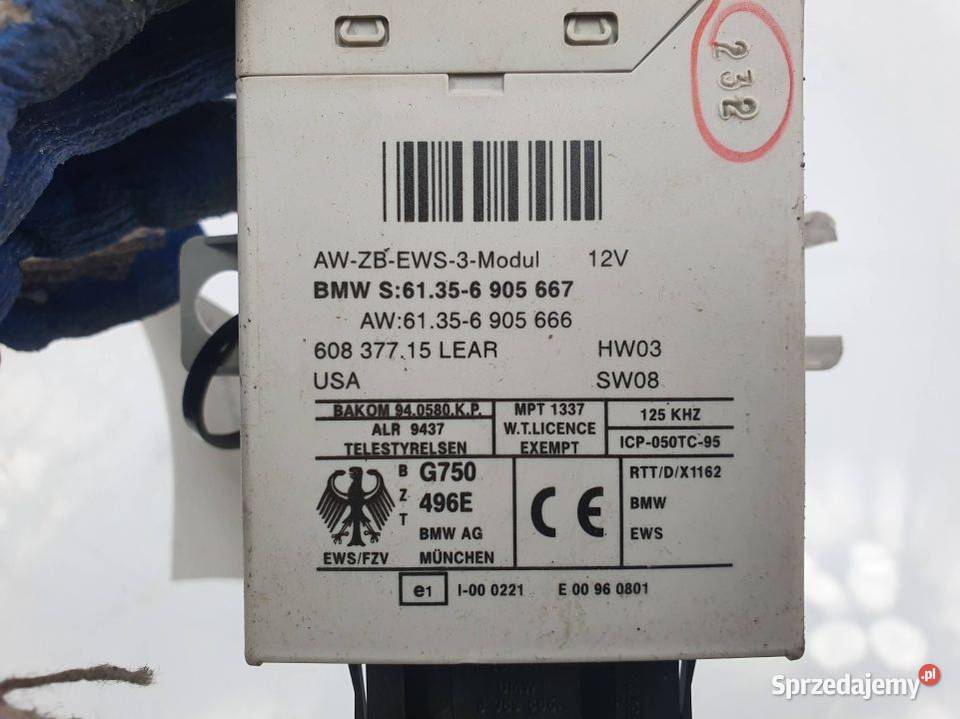 232
AW-ZB-EWS-3-Modul 12V
BMW S:61.35-6 905 667
AW:61.35-6 905 666
608 377.15 LEAR HW03
USA SW08
BAKOM 94.0580.K.P.
ALR 9437
TELESTYRELSEN
MPT 1337
W.T.LICENCE
EXEMPT
125 KHZ
ICP-050TC-95
EWS/FZV
BZT
G750
496E
BMW AG
MÜNCHEN
CE
RTT/D/X1162
BMW
EWS
e1 I-00 0221 E 00 96 0801
Sprzedajemy.pl